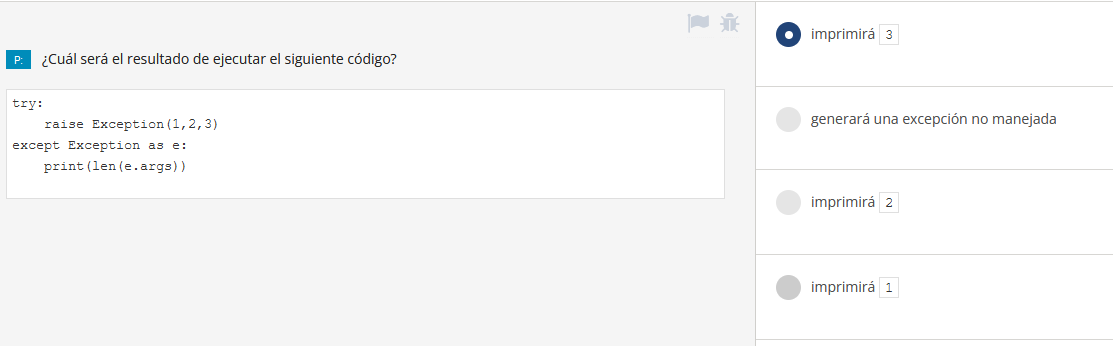 P: ¿Cuál será el resultado de ejecutar el siguiente código?
try:
    raise Exception(1,2,3)
except Exception as e:
    print(len(e.args))
imprimirá 3
generará una excepción no manejada
imprimirá 2
imprimirá 1